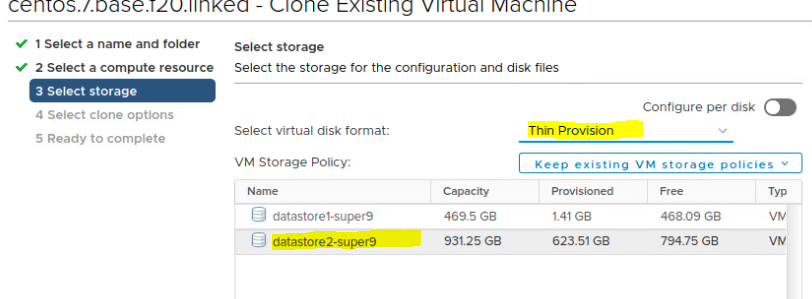 centos.7.base.f20.linked - Clone Existing Virtual Machine
1 Select a name and folder
2 Select a compute resource
3 Select storage
4 Select clone options
5 Ready to complete
Select storage
Select the storage for the configuration and disk files
Configure per disk
Select virtual disk format: Thin Provision
VM Storage Policy: Keep existing VM storage policies
Name Capacity Provisioned Free Typ
datastore1-super9 469.5 GB 1.41 GB 468.09 GB VM
datastore2-super9 931.25 GB 623.51 GB 794.75 GB VM